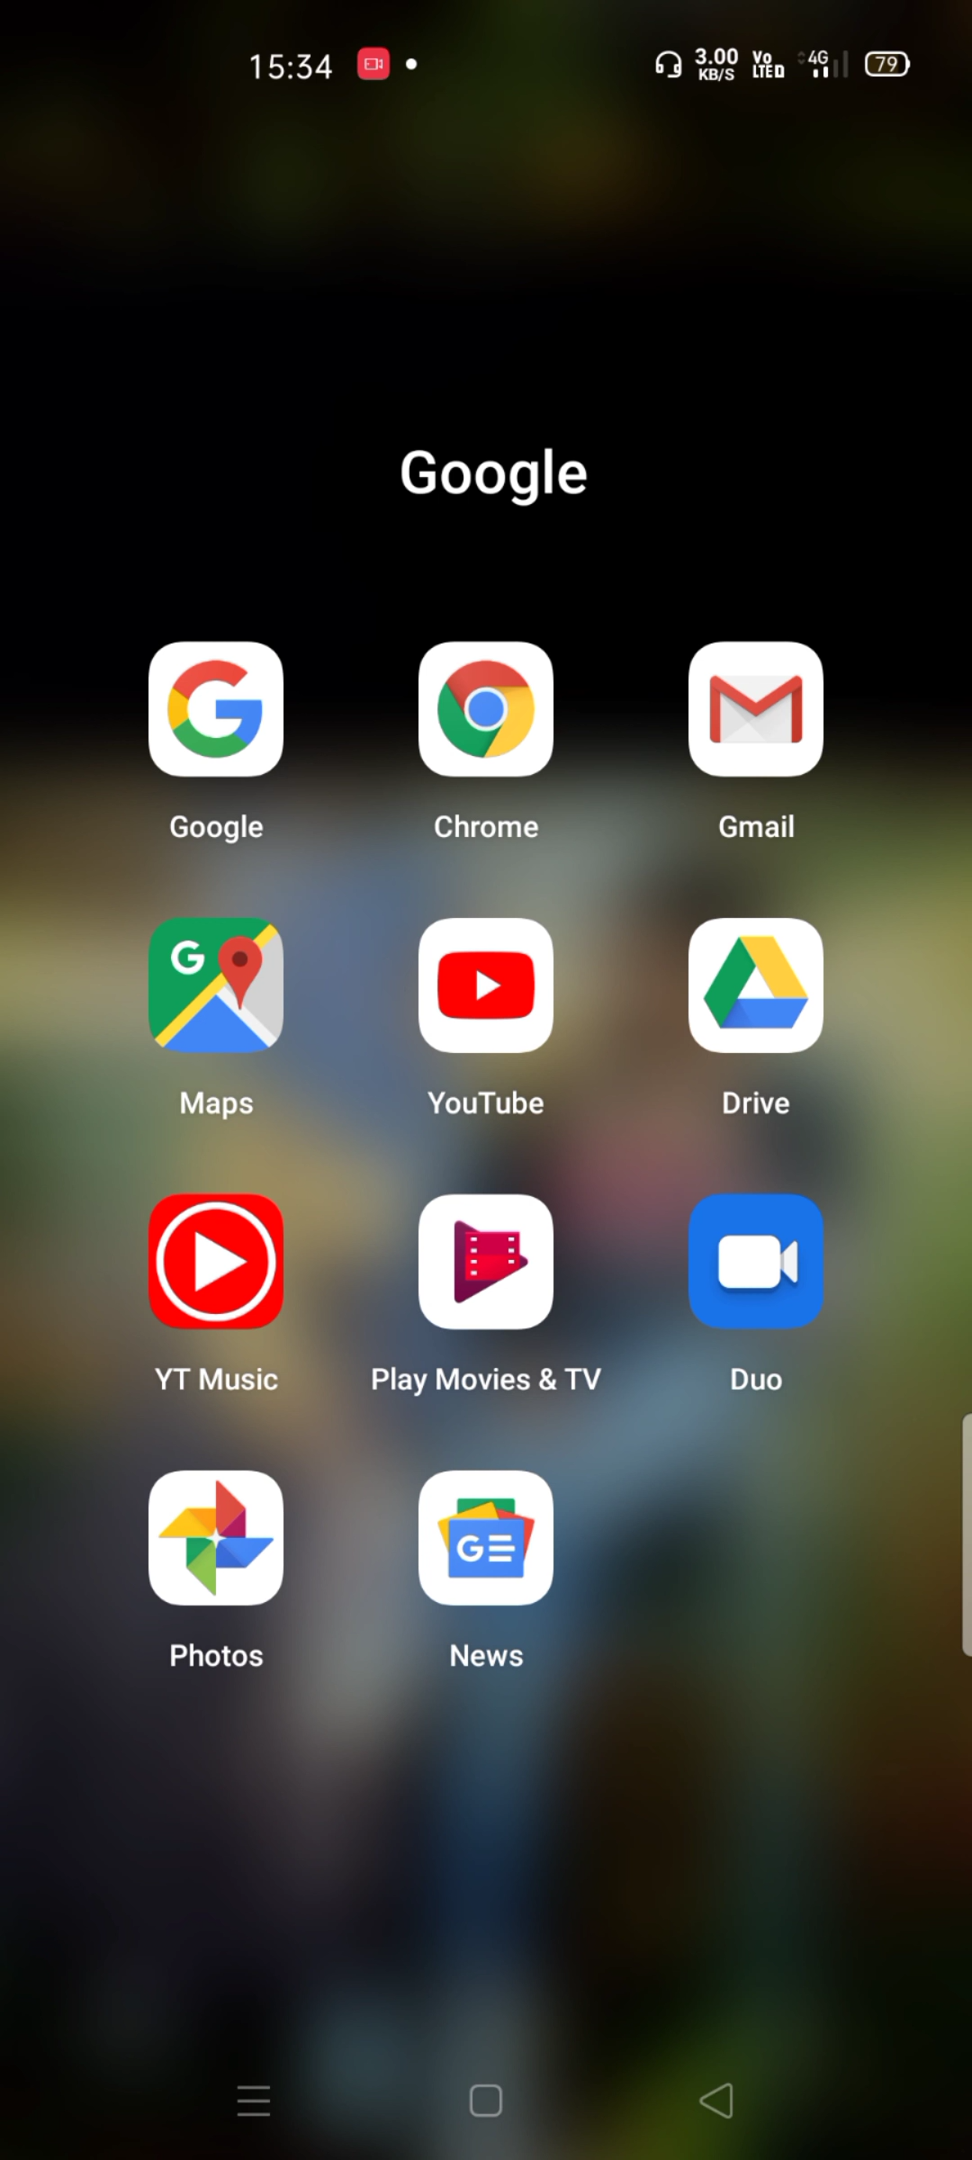 15:34 3.00 KB/S Vo LTE D 4G 79
Google
Google Chrome Gmail
Maps YouTube Drive
YT Music Play Movies & TV Duo
Photos News